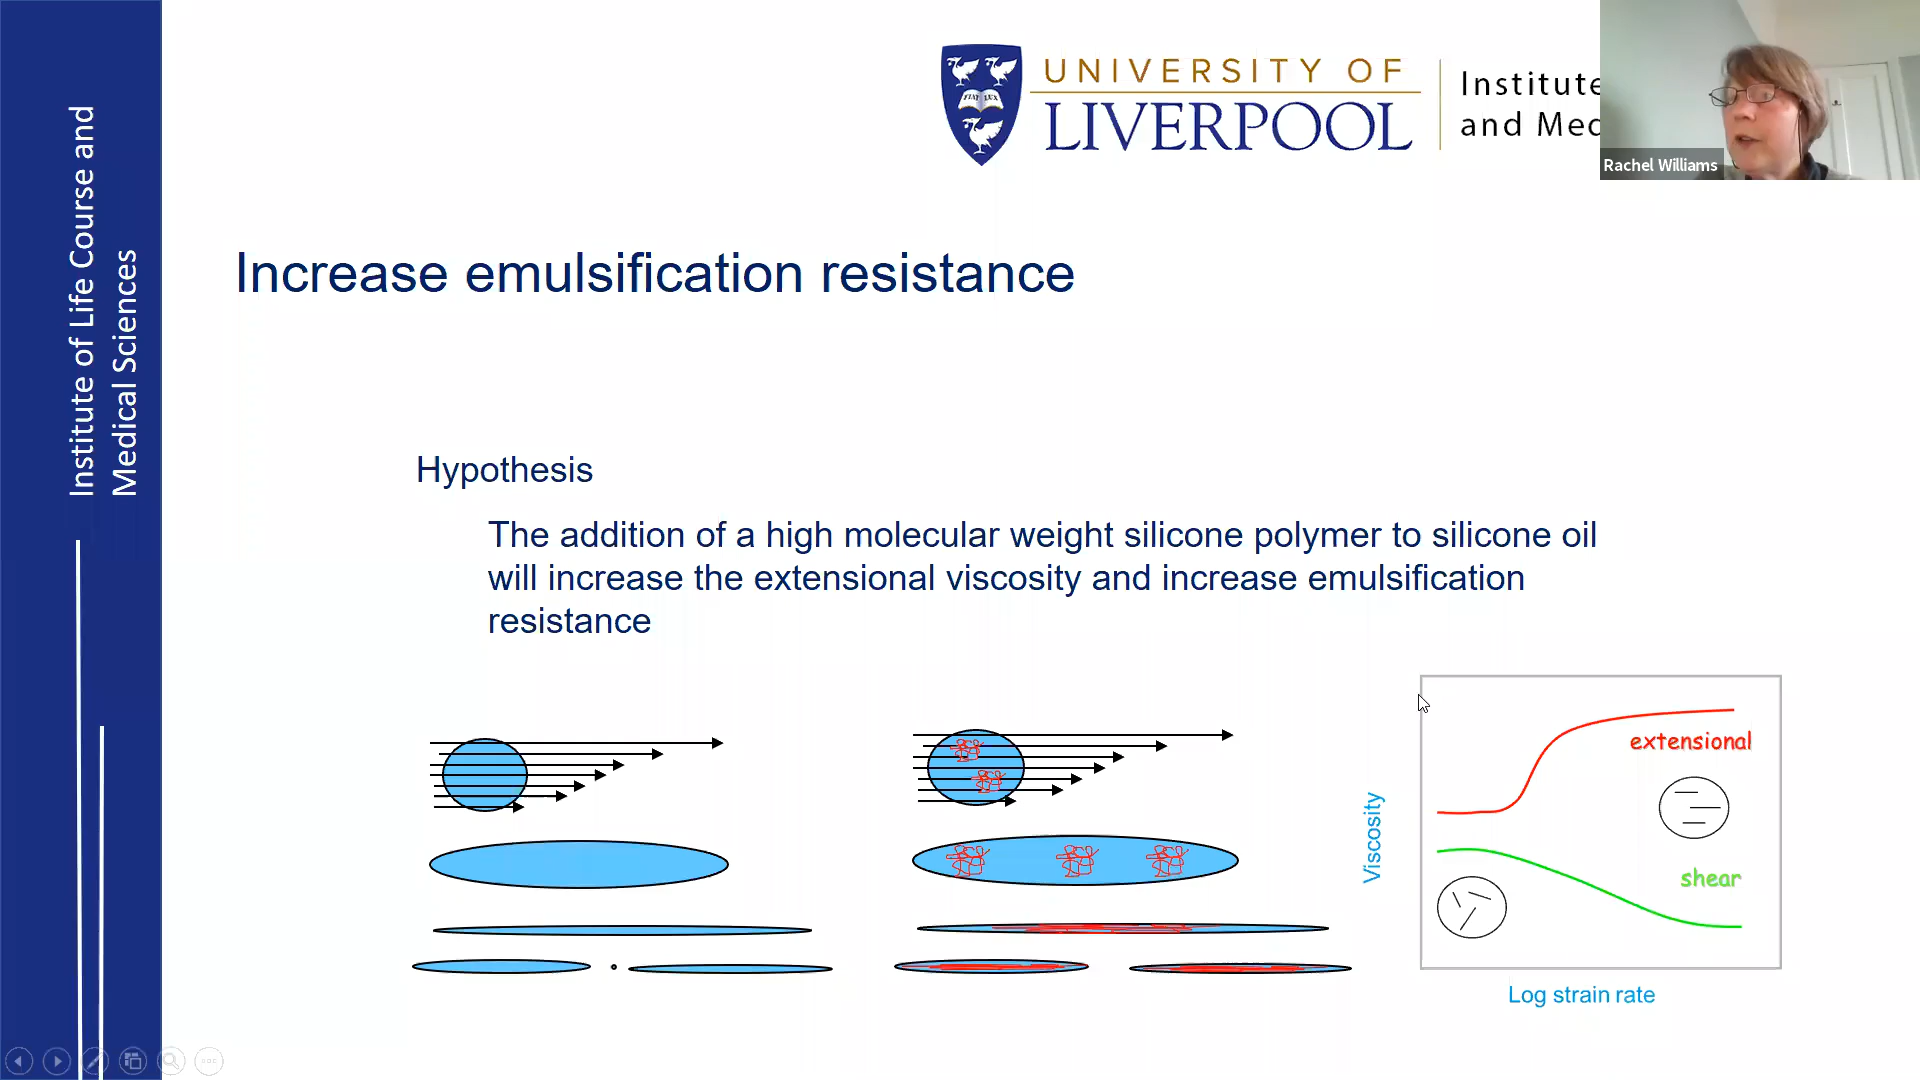 UNIVERSITY OF
LIVERPOOL
FIAT LUX
Institute
and Med
Rachel Williams
Institute of Life Course and
Medical Sciences
Increase emulsification resistance
Hypothesis
The addition of a high molecular weight silicone polymer to silicone oil
will increase the extensional viscosity and increase emulsification
resistance
Viscosity
extensional
shear
Log strain rate